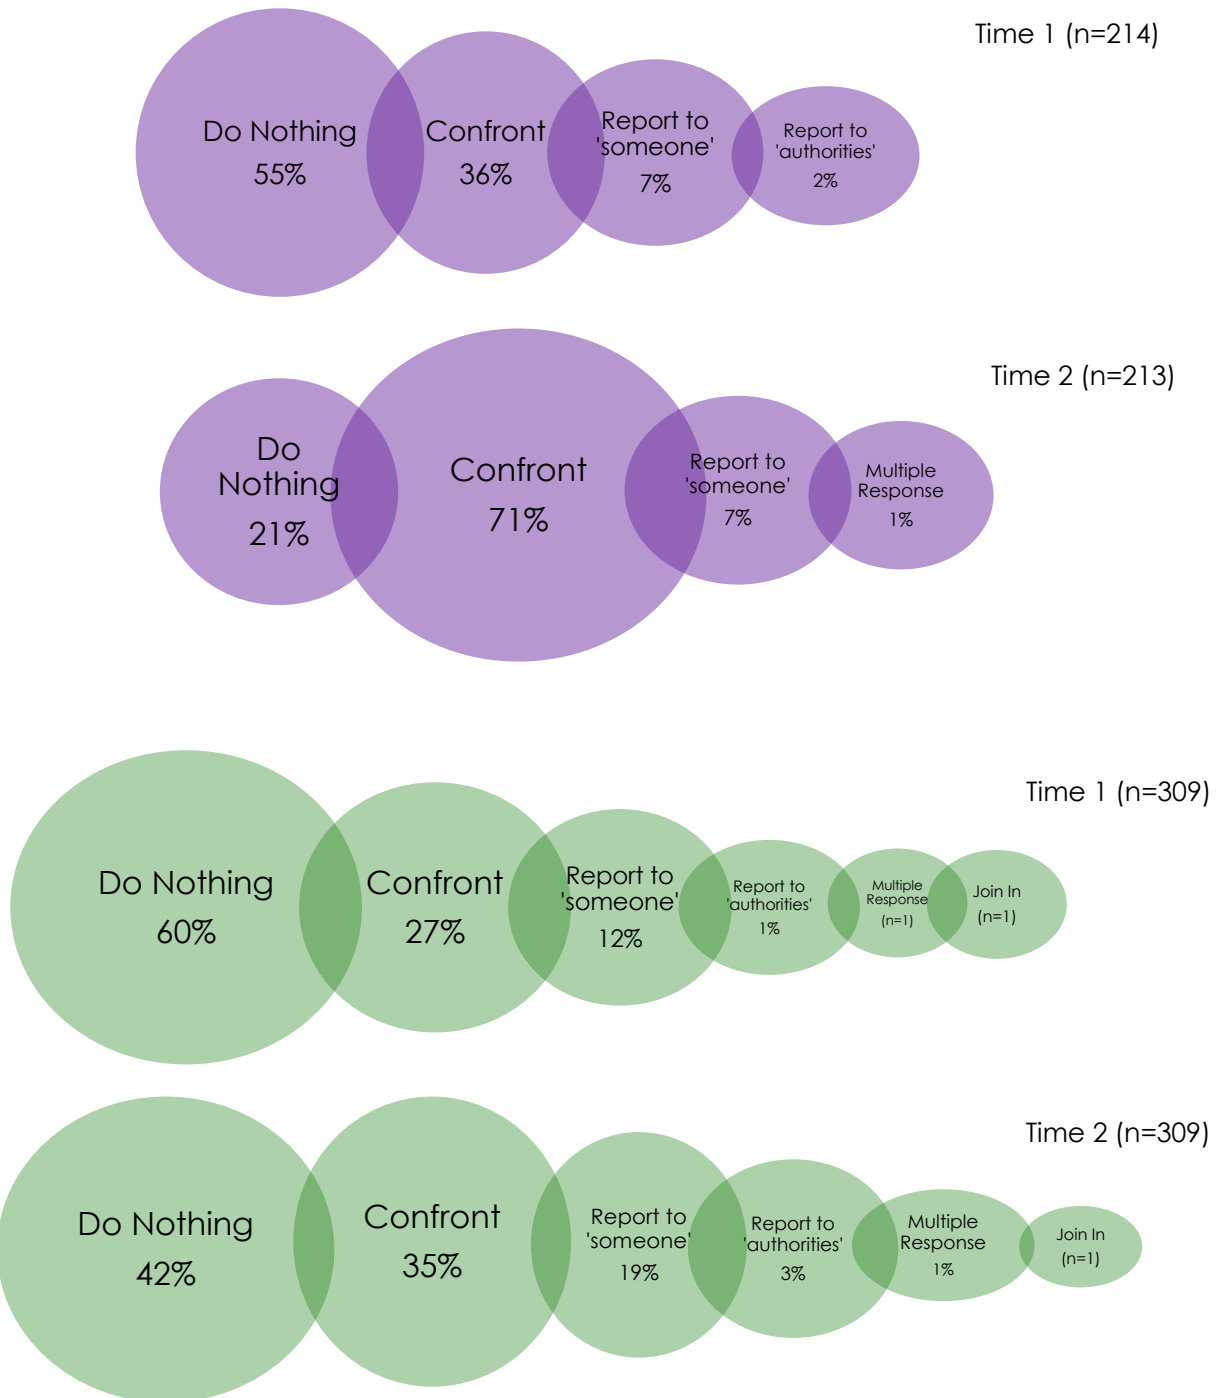 Time 1 (n=214)
Do Nothing
55%
Confront
36%
Report to
'someone'
7%
Report to
'authorities'
2%
Time 2 (n=213)
Do
Nothing
21%
Confront
71%
Report to
'someone'
7%
Multiple
Response
1%
Time 1 (n=309)
Do Nothing
60%
Confront
27%
Report to
'someone'
12%
Report to
'authorities'
1%
Multiple
Response
(n=1)
Join In
(n=1)
Time 2 (n=309)
Do Nothing
42%
Confront
35%
Report to
'someone'
19%
Report to
'authorities'
3%
Multiple
Response
1%
Join In
(n=1)